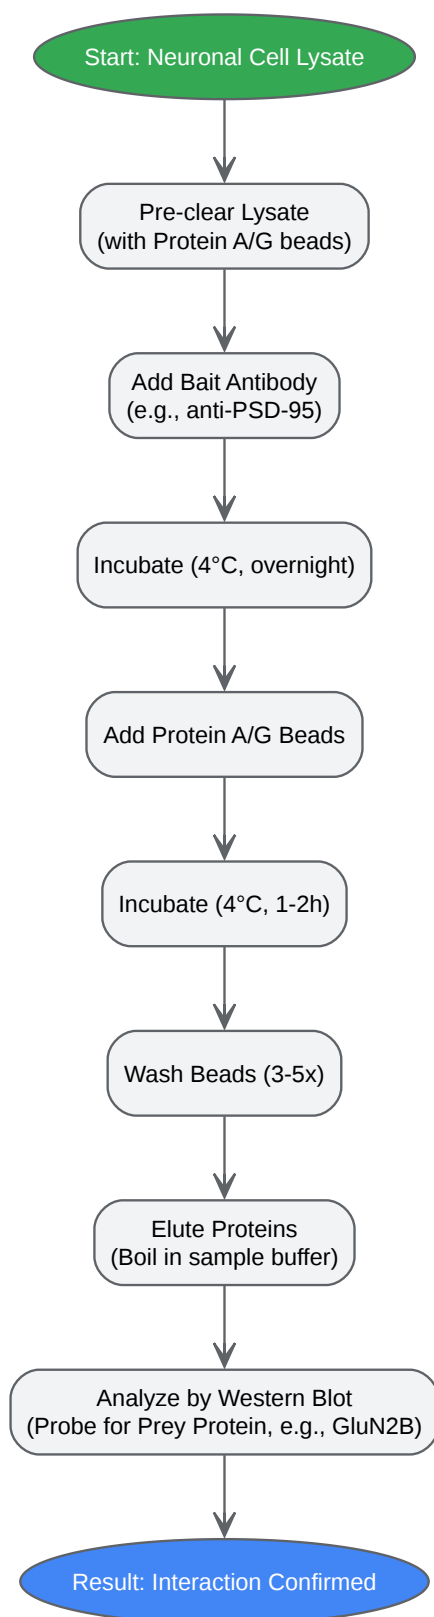 Start: Neuronal Cell Lysate
Pre-clear Lysate
(with Protein A/G beads)
Add Bait Antibody
(e.g., anti-PSD-95)
Incubate (4°C, overnight)
Add Protein A/G Beads
Incubate (4°C, 1-2h)
Wash Beads (3-5x)
Elute Proteins
(Boil in sample buffer)
Analyze by Western Blot
(Probe for Prey Protein, e.g., GluN2B)
Result: Interaction Confirmed